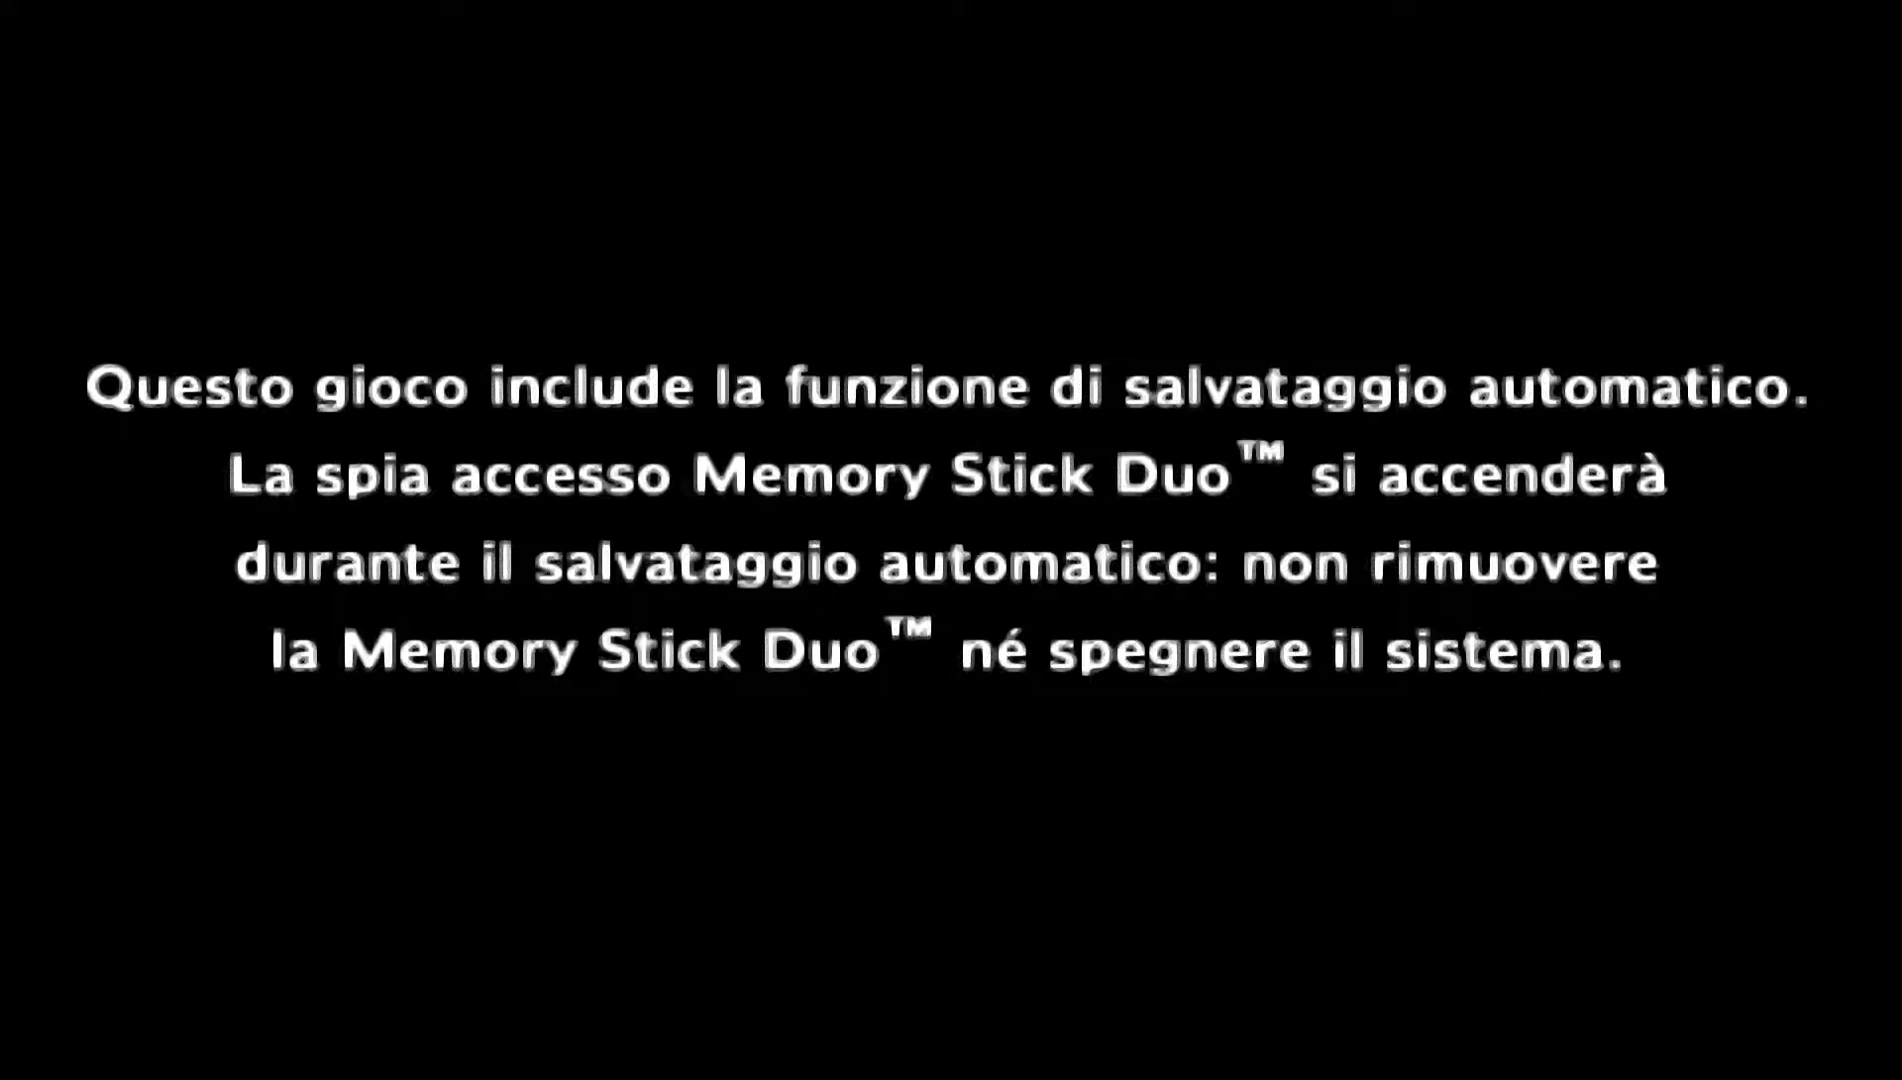 Questo gioco include la funzione di salvataggio automatico.
La spia accesso Memory Stick Duo™ si accenderà
durante il salvataggio automatico: non rimuovere
la Memory Stick Duo™ né spegnere il sistema.